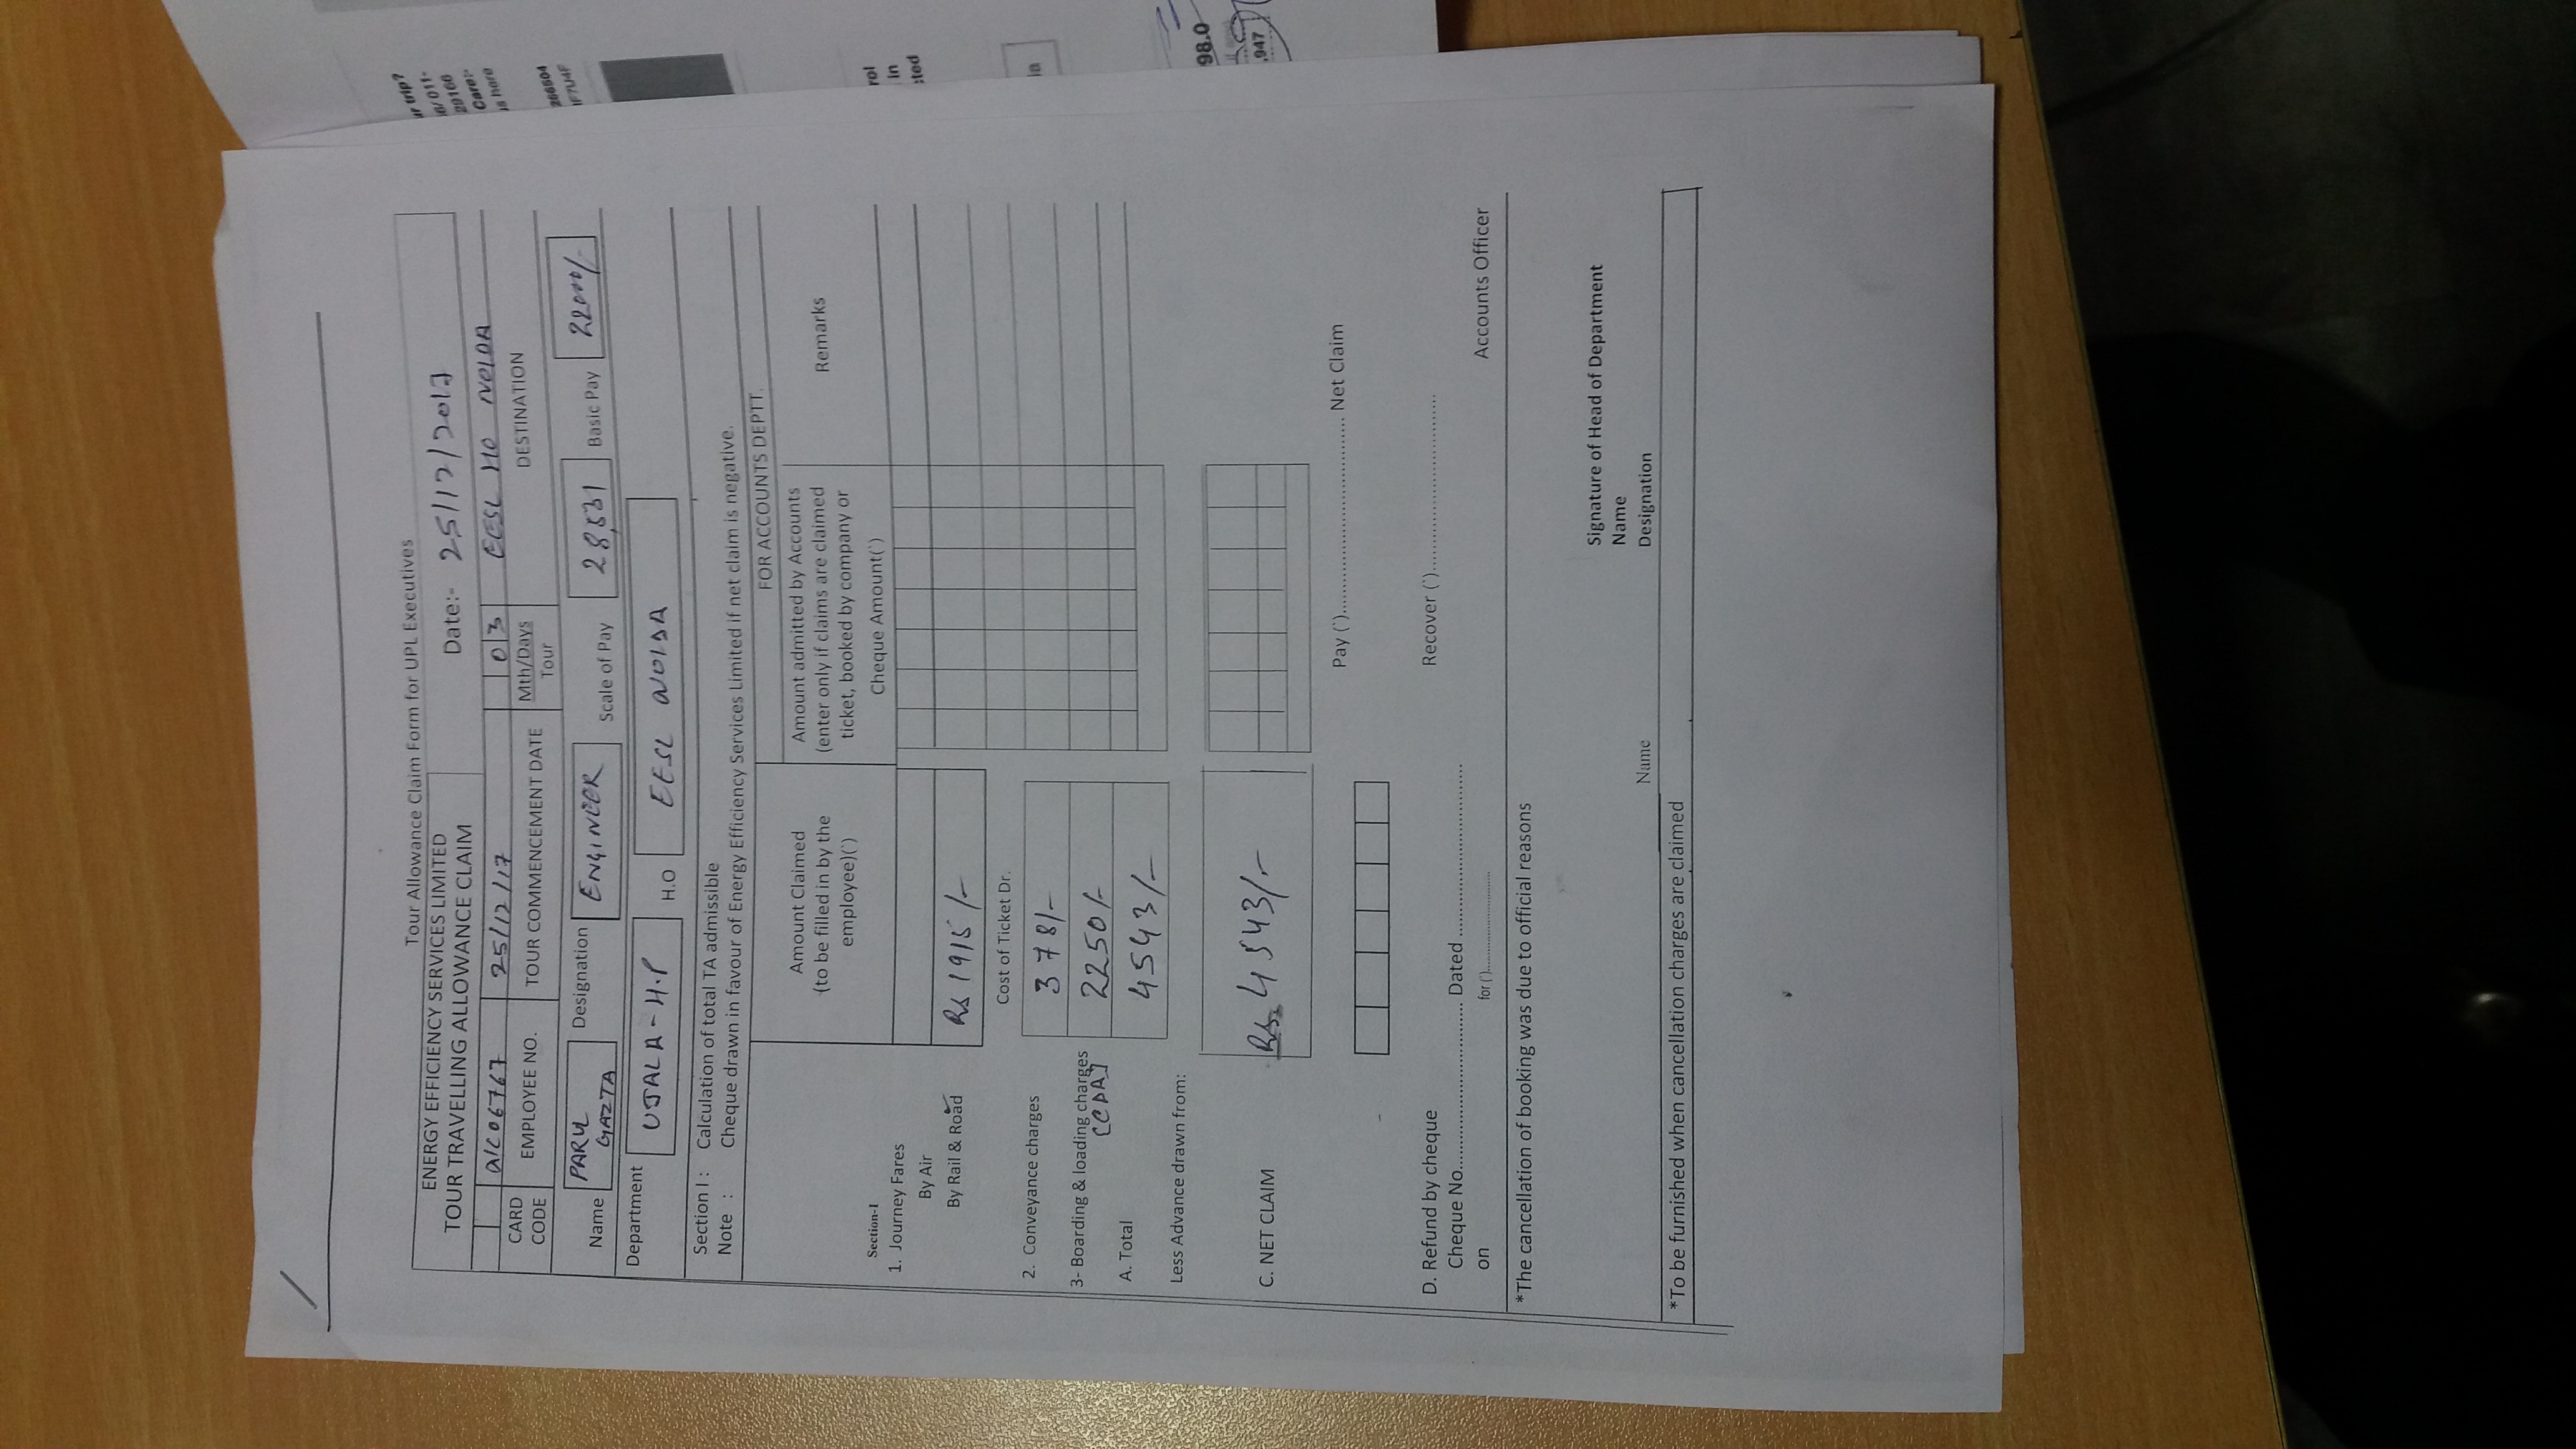 Tour Allowance Claim Form for UPL Executives
ENERGY EFFICIENCY SERVICES LIMITED
TOUR TRAVELLING ALLOWANCE CLAIM
Date:- 25/12/2017
a/c06767 25/12/17 03 EESL HO NOIDA
CARD CODE EMPLOYEE NO. TOUR COMMENCEMENT DATE Mth/Days Tour DESTINATION
Name PARUL GAZTA Designation ENGINEER Scale of Pay 28,531 Basic Pay 22000/-
Department UJALA-H.P H.O EESL NOIDA
Section I : Calculation of total TA admissible
Note : Cheque drawn in favour of Energy Efficiency Services Limited if net claim is negative.
FOR ACCOUNTS DEPTT.
Amount Claimed
(to be filled in by the
employee)(`)
Amount admitted by Accounts
(enter only if claims are claimed
ticket, booked by company or
Cheque Amount(`)
Remarks
Section-I
1. Journey Fares
By Air
By Rail & Road Rs 1915/-
Cost of Ticket Dr.
2. Conveyance charges 378/-
3- Boarding & loading charges 2250/-
[CDA]
A. Total 4543/-
Less Advance drawn from:
C. NET CLAIM Rs. 4543/-
Pay (`).................................... Net Claim
D. Refund by cheque
Recover (`)..................................
Cheque No................................. Dated ..................................
on for (`)..............................
Accounts Officer
*The cancellation of booking was due to official reasons
Signature of Head of Department
Name
Name Designation
*To be furnished when cancellation charges are claimed
ur trip?
6/ 011-
29166
Care:-
s here
266504
IF7U4F
rol
in
cted
ia
98.0
,947